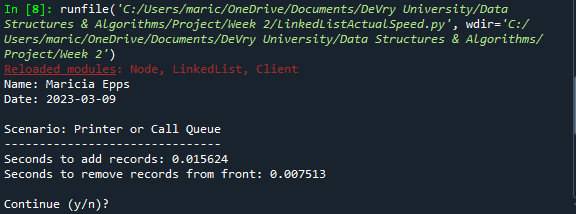 In [8]: runfile('C:/Users/maric/OneDrive/Documents/DeVry University/Data
Structures & Algorithms/Project/Week 2/LinkedListActualSpeed.py', wdir='C:/
Users/maric/OneDrive/Documents/DeVry University/Data Structures & Algorithms/
Project/Week 2')
Reloaded modules: Node, LinkedList, Client
Name: Maricia Epps
Date: 2023-03-09
Scenario: Printer or Call Queue
------------------------------
Seconds to add records: 0.015624
Seconds to remove records from front: 0.007513
Continue (y/n)?